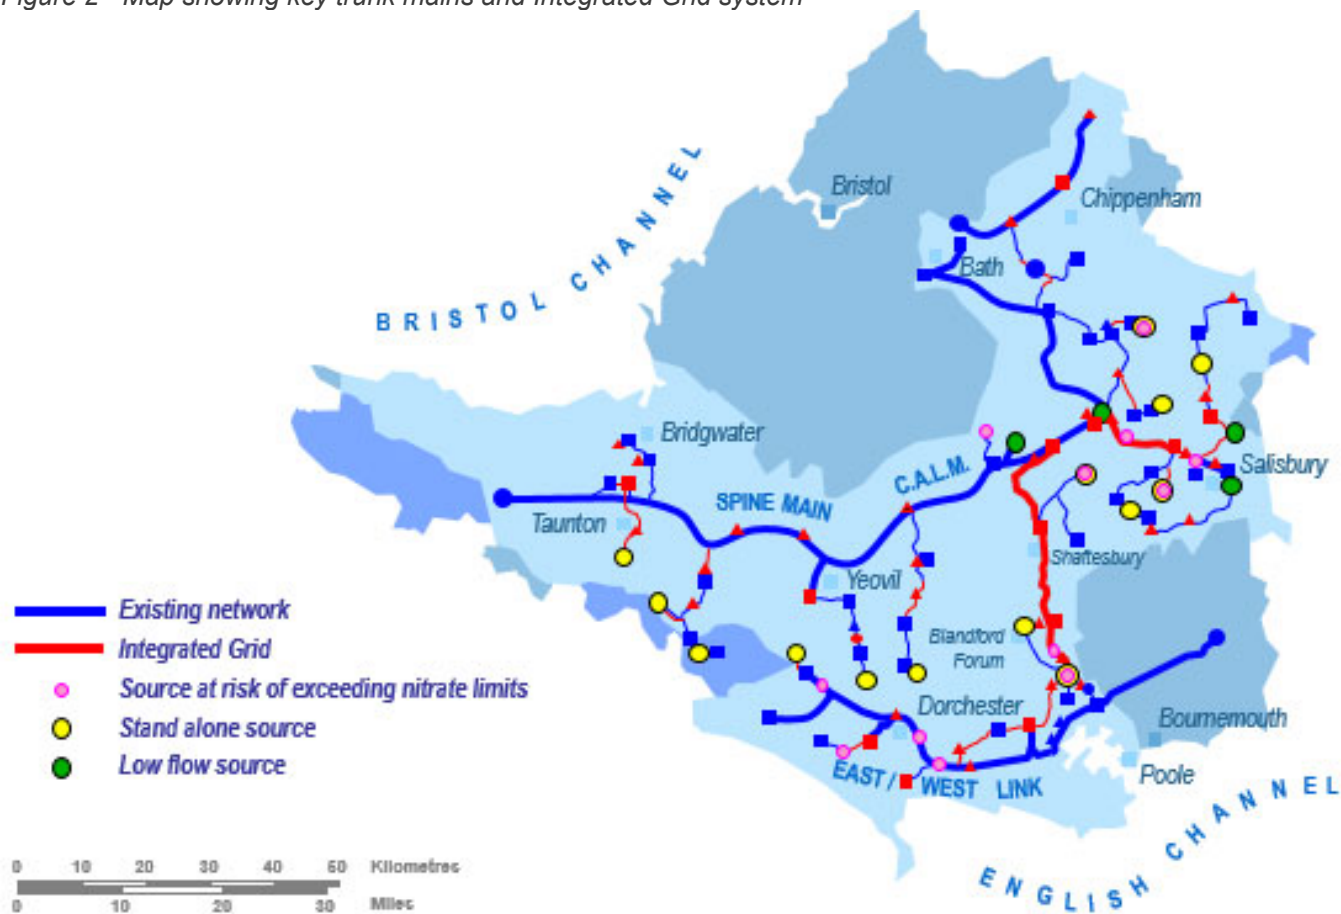 Figure 2 - Map showing key trunk mains and Integrated Grid system
Bristol
Chippenham
BRISTOL CHANNEL
Bath
Bridgwater
Salisbury
C.A.L.M.
SPINE MAIN
Taunton
Shaftesbury
Yeovil
Existing network
Blandford
Forum
Integrated Grid
Source at risk of exceeding nitrate limits
Dorchester
Stand alone source
Bournemouth
Low flow source
Poole
EAST / WEST LINK
ENGLISH CHANNEL
0 10 20 30 40 50 Kilometres
0 10 20 30 Miles